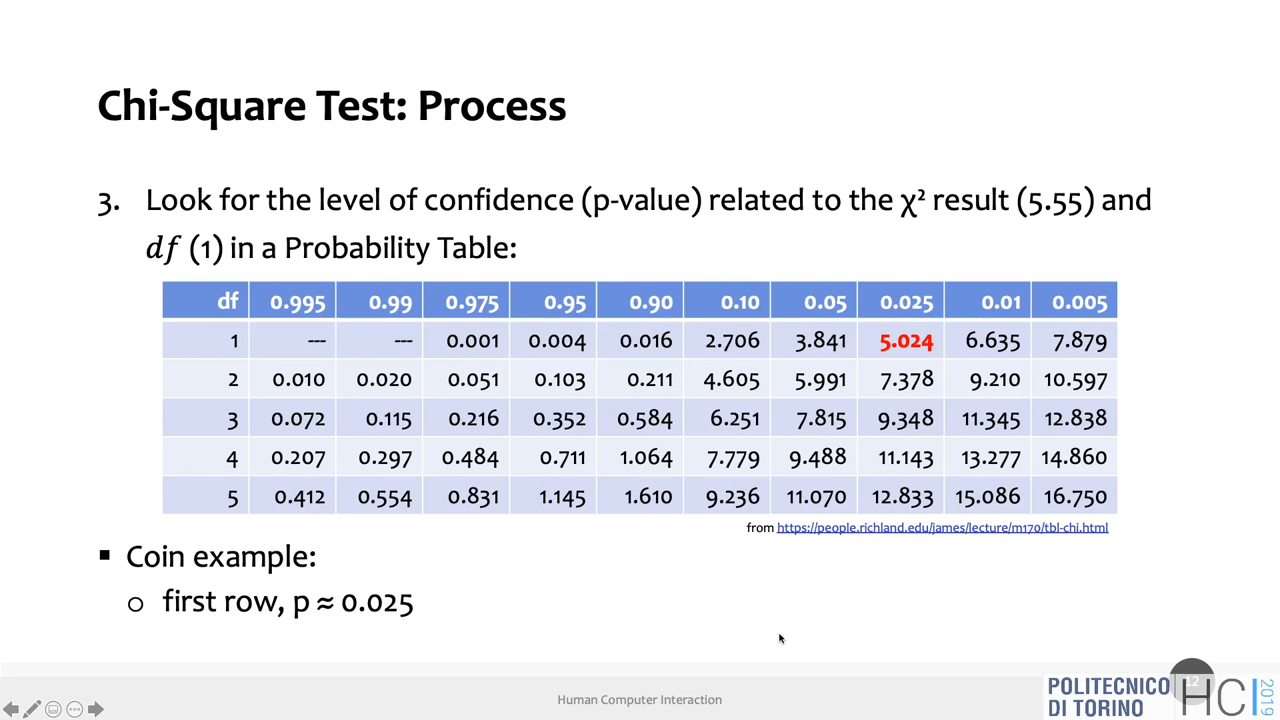 Chi-Square Test: Process
3. Look for the level of confidence (p-value) related to the χ² result (5.55) and
df (1) in a Probability Table:
df 0.995 0.99 0.975 0.95 0.90 0.10 0.05 0.025 0.01 0.005
1 --- --- 0.001 0.004 0.016 2.706 3.841 5.024 6.635 7.879
2 0.010 0.020 0.051 0.103 0.211 4.605 5.991 7.378 9.210 10.597
3 0.072 0.115 0.216 0.352 0.584 6.251 7.815 9.348 11.345 12.838
4 0.207 0.297 0.484 0.711 1.064 7.779 9.488 11.143 13.277 14.860
5 0.412 0.554 0.831 1.145 1.610 9.236 11.070 12.833 15.086 16.750
from https://people.richland.edu/james/lecture/m170/tbl-chi.html
▪ Coin example:
o first row, p ≈ 0.025
Human Computer Interaction
12
POLITECNICO
DI TORINO
HCI
2019